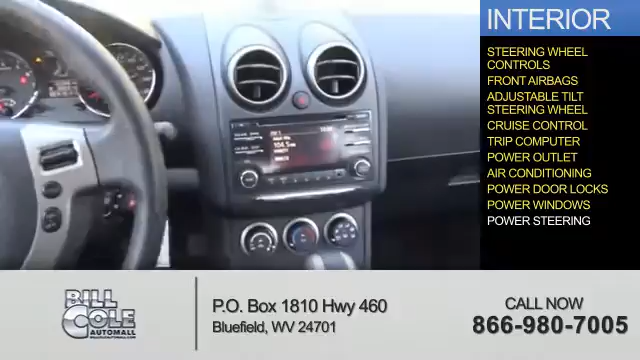 INTERIOR
STEERING WHEEL
CONTROLS
FRONT AIRBAGS
ADJUSTABLE TILT
STEERING WHEEL
CRUISE CONTROL
TRIP COMPUTER
POWER OUTLET
AIR CONDITIONING
POWER DOOR LOCKS
POWER WINDOWS
POWER STEERING
104.5
BILL
COLE
AUTOMALL
P.O. Box 1810 Hwy 460
Bluefield, WV 24701
CALL NOW
866-980-7005